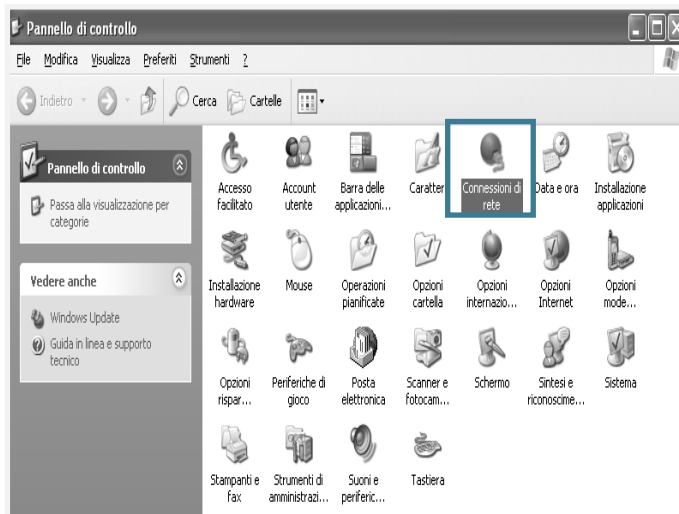 Pannello di controllo
File Modifica Visualizza Preferiti Strumenti ?
Indietro Cerca Cartelle
Pannello di controllo
Passa alla visualizzazione per
categorie
Vedere anche
Windows Update
Guida in linea e supporto
tecnico
Accesso
facilitato
Account
utente
Barra delle
applicazioni...
Caratteri
Connessioni di
rete
Data e ora
Installazione
applicazioni
Installazione
hardware
Mouse
Operazioni
pianificate
Opzioni
cartella
Opzioni
internazio...
Opzioni
Internet
Opzioni
mode...
Opzioni
rispar...
Periferiche di
gioco
Posta
elettronica
Scanner e
fotocam...
Schermo
Sintesi e
riconoscime...
Sistema
Stampanti e
fax
Strumenti di
amministrazi...
Suoni e
periferic...
Tastiera